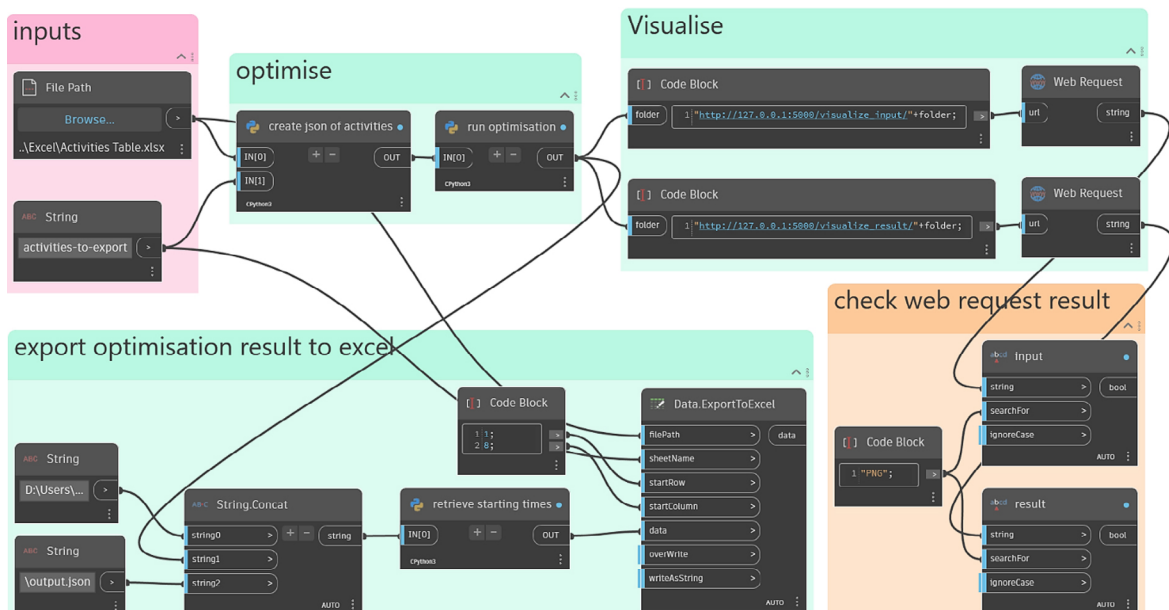 inputs
File Path
Browse...
>
..\Excel\Activities Table.xlsx
ABC String
activities-to-export
>
optimise
create json of activities
IN[0]
+ -
OUT
IN[1]
CPython3
run optimisation
IN[0]
+ -
OUT
CPython3
Visualise
[ ] Code Block
folder
1 "http://127.0.0.1:5000/visualize_input/"+folder;
>
Web Request
url
string
[ ] Code Block
folder
1 "http://127.0.0.1:5000/visualize_result/"+folder;
>
Web Request
url
string
export optimisation result to excel
ABC String
D:\Users\...
>
ABC String
\output.json
>
ABC String.Concat
string0 >
+ -
string
string1 >
string2 >
AUTO
[ ] Code Block
1 1;
2 8;
>
>
retrieve starting times
IN[0]
+ -
OUT
CPython3
Data.ExportToExcel
filePath >
data
sheetName >
startRow >
startColumn >
data >
overWrite >
writeAsString >
AUTO
check web request result
[ ] Code Block
1 "PNG";
>
abcd
a
Input
string >
bool
searchFor >
ignoreCase >
AUTO
abcd
a
result
string >
bool
searchFor >
ignoreCase >
AUTO